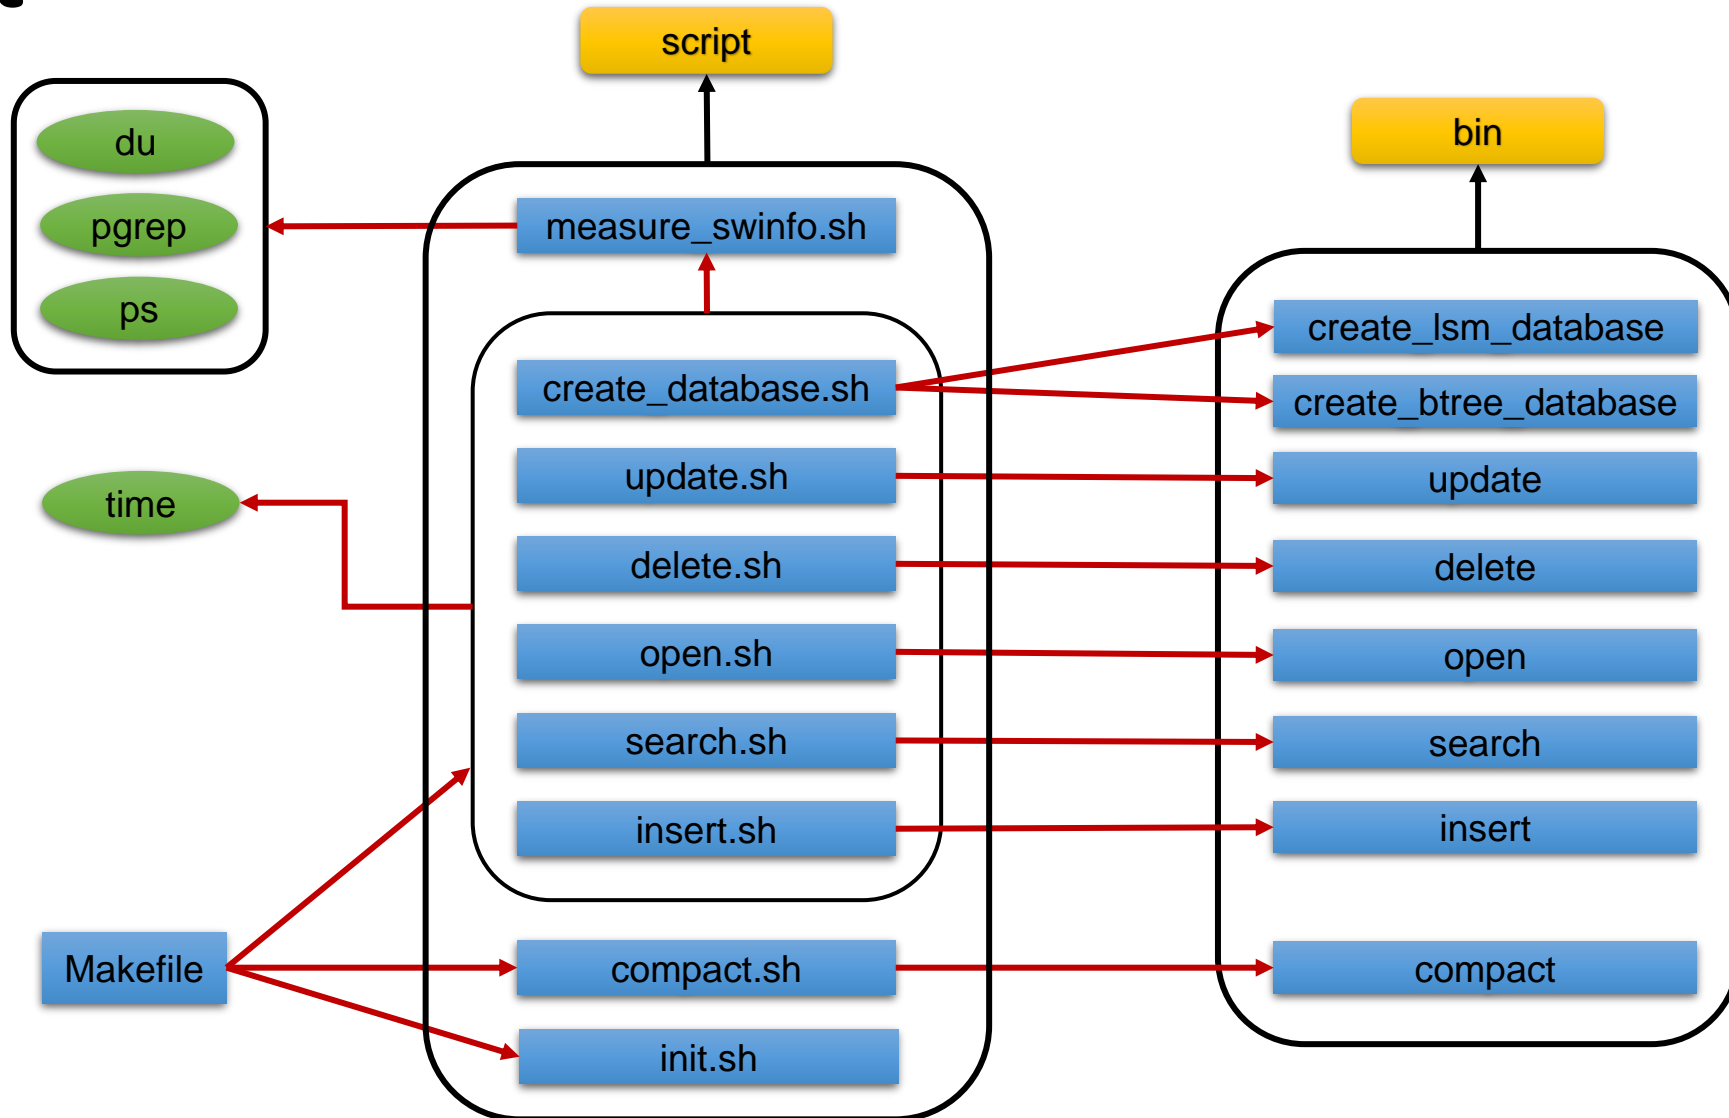 script
bin
du
pgrep
ps
time
Makefile
measure_swinfo.sh
create_database.sh
update.sh
delete.sh
open.sh
search.sh
insert.sh
compact.sh
init.sh
create_lsm_database
create_btree_database
update
delete
open
search
insert
compact